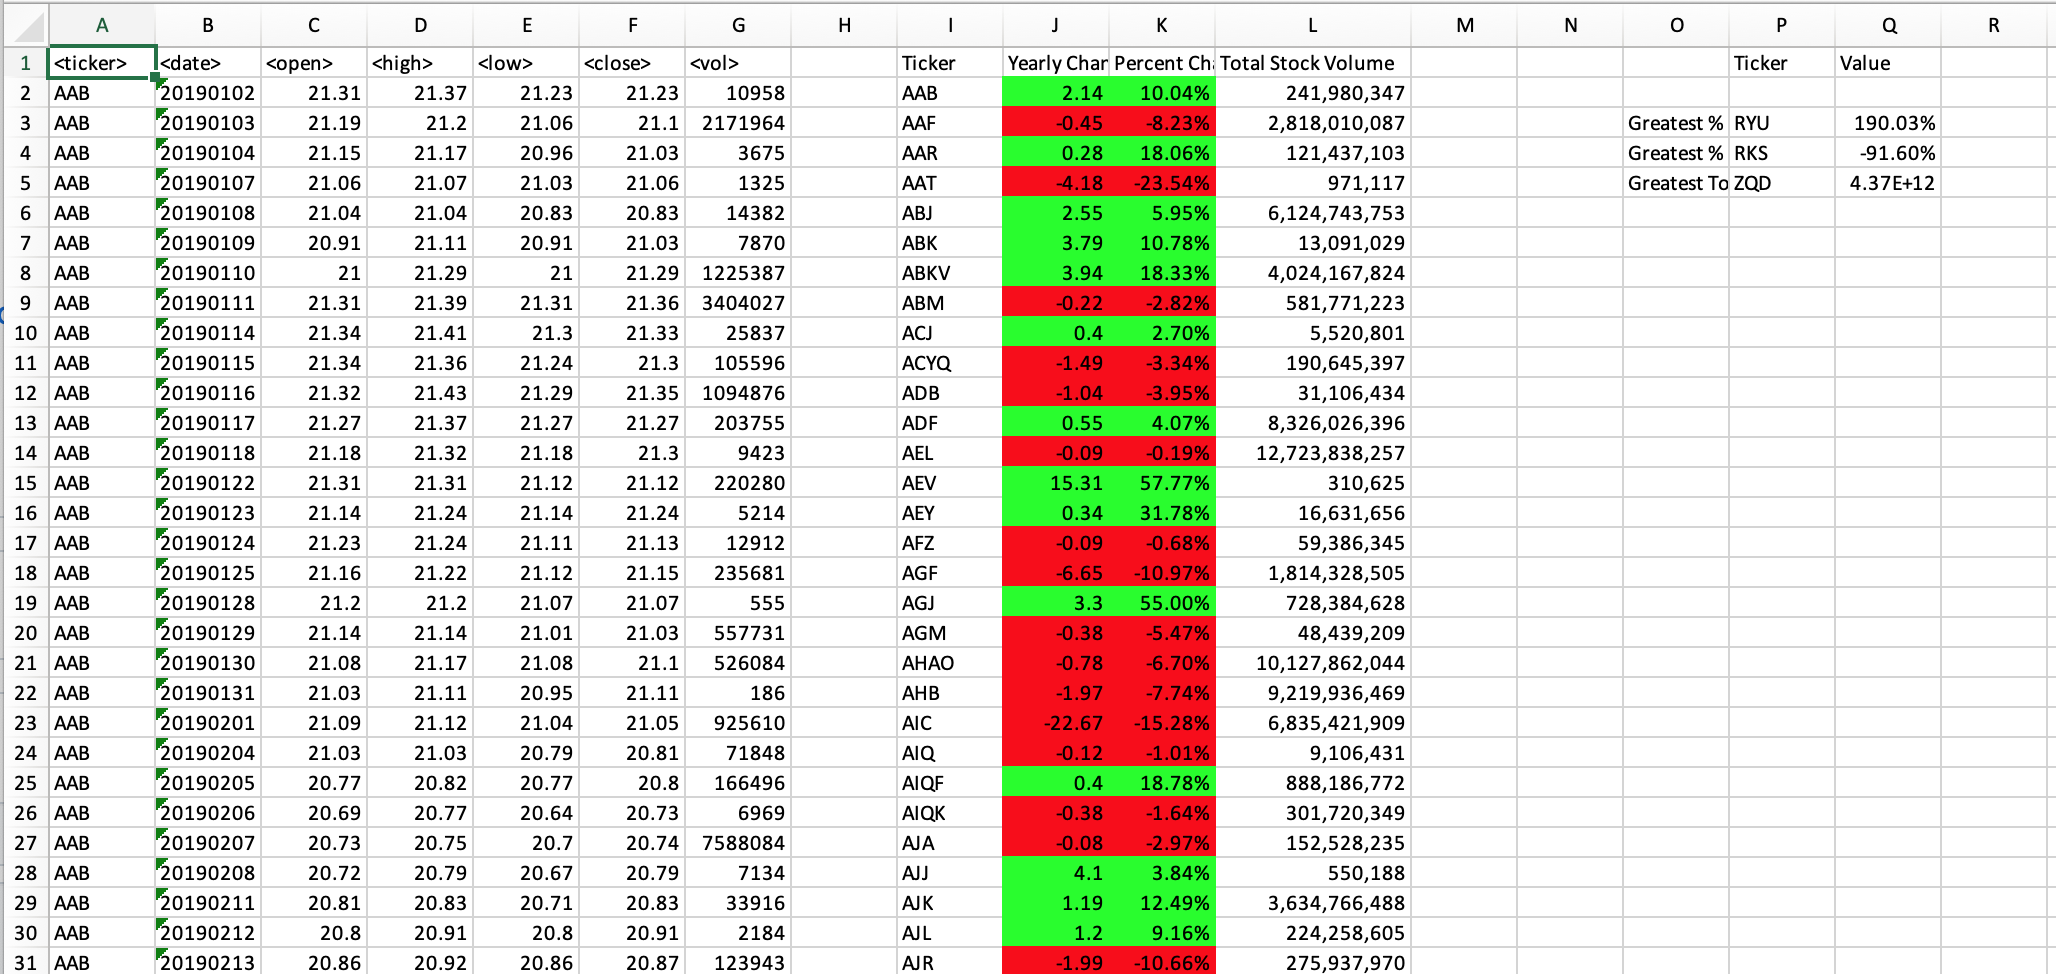 A B C D E F G H I J K L M N O P Q R
1 <ticker> <date> <open> <high> <low> <close> <vol> Ticker Yearly Char Percent Ch Total Stock Volume Ticker Value
2 AAB 20190102 21.31 21.37 21.23 21.23 10958 AAB 2.14 10.04% 241,980,347
3 AAB 20190103 21.19 21.2 21.06 21.1 2171964 AAF -0.45 -8.23% 2,818,010,087 Greatest % RYU 190.03%
4 AAB 20190104 21.15 21.17 20.96 21.03 3675 AAR 0.28 18.06% 121,437,103 Greatest % RKS -91.60%
5 AAB 20190107 21.06 21.07 21.03 21.06 1325 AAT -4.18 -23.54% 971,117 Greatest To ZQD 4.37E+12
6 AAB 20190108 21.04 21.04 20.83 20.83 14382 ABJ 2.55 5.95% 6,124,743,753
7 AAB 20190109 20.91 21.11 20.91 21.03 7870 ABK 3.79 10.78% 13,091,029
8 AAB 20190110 21 21.29 21 21.29 1225387 ABKV 3.94 18.33% 4,024,167,824
9 AAB 20190111 21.31 21.39 21.31 21.36 3404027 ABM -0.22 -2.82% 581,771,223
10 AAB 20190114 21.34 21.41 21.3 21.33 25837 ACJ 0.4 2.70% 5,520,801
11 AAB 20190115 21.34 21.36 21.24 21.3 105596 ACYQ -1.49 -3.34% 190,645,397
12 AAB 20190116 21.32 21.43 21.29 21.35 1094876 ADB -1.04 -3.95% 31,106,434
13 AAB 20190117 21.27 21.37 21.27 21.27 203755 ADF 0.55 4.07% 8,326,026,396
14 AAB 20190118 21.18 21.32 21.18 21.3 9423 AEL -0.09 -0.19% 12,723,838,257
15 AAB 20190122 21.31 21.31 21.12 21.12 220280 AEV 15.31 57.77% 310,625
16 AAB 20190123 21.14 21.24 21.14 21.24 5214 AEY 0.34 31.78% 16,631,656
17 AAB 20190124 21.23 21.24 21.11 21.13 12912 AFZ -0.09 -0.68% 59,386,345
18 AAB 20190125 21.16 21.22 21.12 21.15 235681 AGF -6.65 -10.97% 1,814,328,505
19 AAB 20190128 21.2 21.2 21.07 21.07 555 AGJ 3.3 55.00% 728,384,628
20 AAB 20190129 21.14 21.14 21.01 21.03 557731 AGM -0.38 -5.47% 48,439,209
21 AAB 20190130 21.08 21.17 21.08 21.1 526084 AHAO -0.78 -6.70% 10,127,862,044
22 AAB 20190131 21.03 21.11 20.95 21.11 186 AHB -1.97 -7.74% 9,219,936,469
23 AAB 20190201 21.09 21.12 21.04 21.05 925610 AIC -22.67 -15.28% 6,835,421,909
24 AAB 20190204 21.03 21.03 20.79 20.81 71848 AIQ -0.12 -1.01% 9,106,431
25 AAB 20190205 20.77 20.82 20.77 20.8 166496 AIQF 0.4 18.78% 888,186,772
26 AAB 20190206 20.69 20.77 20.64 20.73 6969 AIQK -0.38 -1.64% 301,720,349
27 AAB 20190207 20.73 20.75 20.7 20.74 7588084 AJA -0.08 -2.97% 152,528,235
28 AAB 20190208 20.72 20.79 20.67 20.79 7134 AJJ 4.1 3.84% 550,188
29 AAB 20190211 20.81 20.83 20.71 20.83 33916 AJK 1.19 12.49% 3,634,766,488
30 AAB 20190212 20.8 20.91 20.8 20.91 2184 AJL 1.2 9.16% 224,258,605
31 AAB 20190213 20.86 20.92 20.86 20.87 123943 AJR -1.99 -10.66% 275,937,970